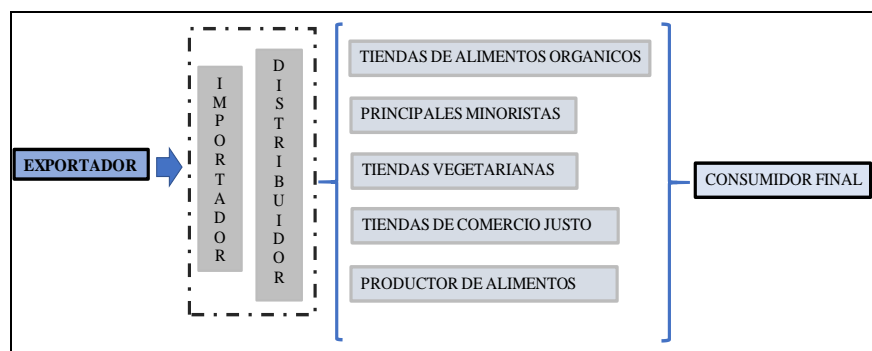 EXPORTADOR
IMPORTADOR
DISTRIBUIDOR
TIENDAS DE ALIMENTOS ORGANICOS
PRINCIPALES MINORISTAS
TIENDAS VEGETARIANAS
TIENDAS DE COMERCIO JUSTO
PRODUCTOR DE ALIMENTOS
CONSUMIDOR FINAL